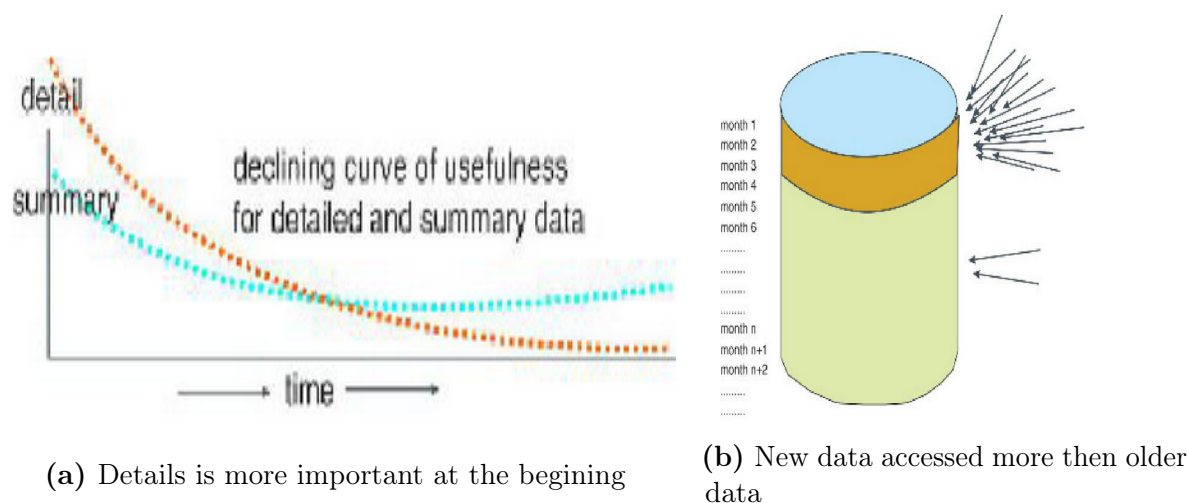 detail
summary
declining curve of usefulness
for detailed and summary data
time
month 1
month 2
month 3
month 4
month 5
month 6
.........
.........
.........
.........
month n
month n+1
month n+2
.........
.........
(a) Details is more important at the begining
(b) New data accessed more then older
data